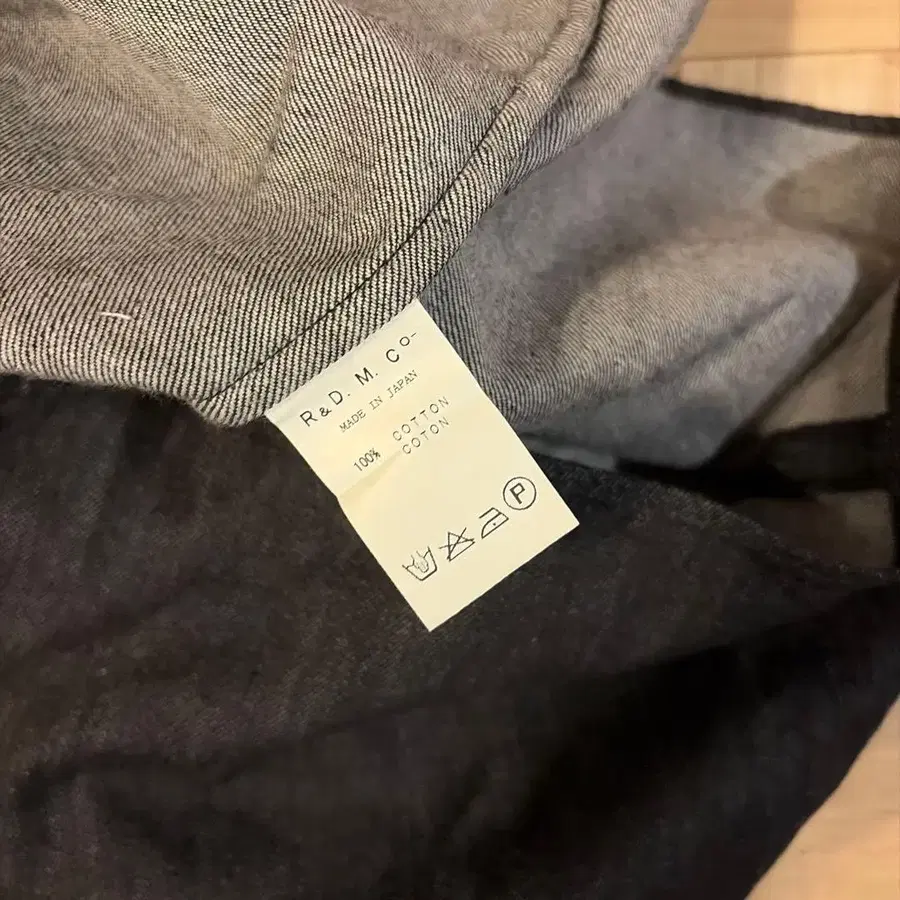 R&D. M. Co-
MADE IN JAPAN
100% COTTON
COTON
P